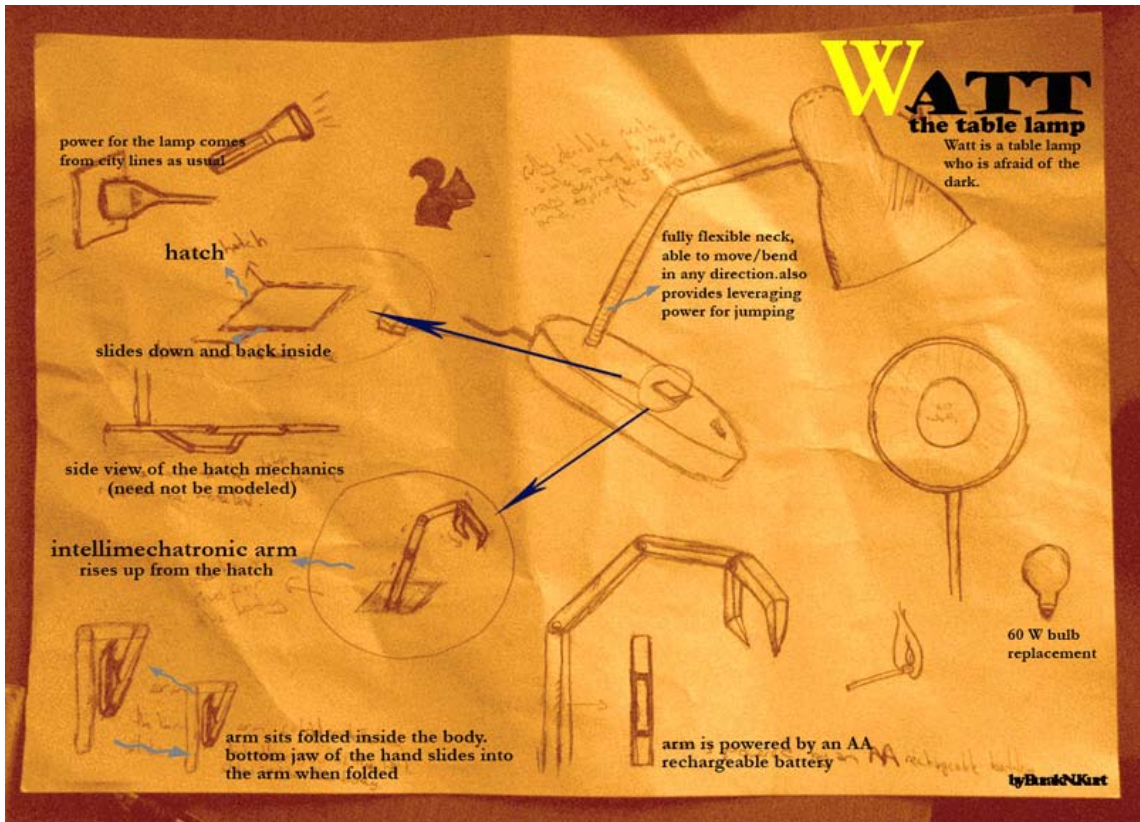 WATT
the table lamp
Watt is a table lamp
who is afraid of the
dark.
power for the lamp comes
from city lines as usual
hatch
hatch
slides down and back inside
fully flexible neck,
able to move/bend
in any direction.also
provides leveraging
power for jumping
side view of the hatch mechanics
(need not be modeled)
intellimechatronic arm
rises up from the hatch
60 W bulb
replacement
arm sits folded inside the body.
bottom jaw of the hand slides into
the arm when folded
arm is powered by an AA
rechargeable battery
by Burak N. Kurt